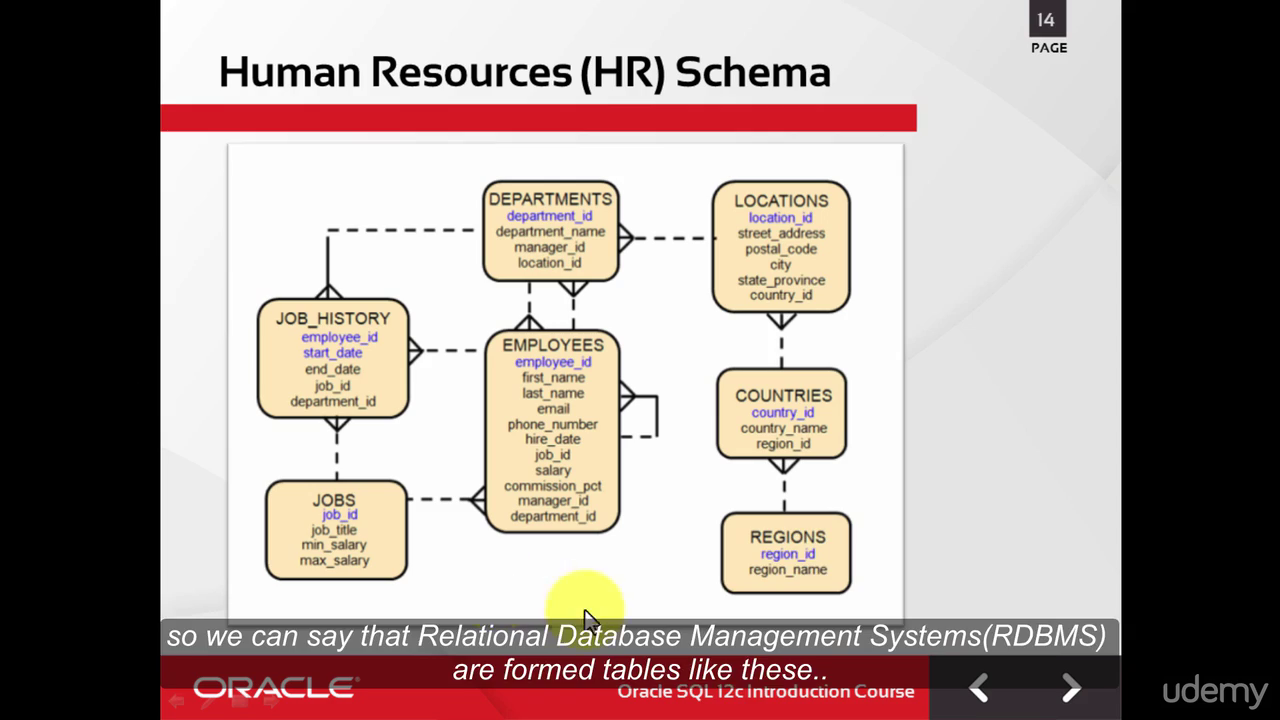 14
PAGE
Human Resources (HR) Schema
DEPARTMENTS
department_id
department_name
manager_id
location_id
LOCATIONS
location_id
street_address
postal_code
city
state_province
country_id
JOB_HISTORY
employee_id
start_date
end_date
job_id
department_id
EMPLOYEES
employee_id
first_name
last_name
email
phone_number
hire_date
job_id
salary
commission_pct
manager_id
department_id
COUNTRIES
country_id
country_name
region_id
JOBS
job_id
job_title
min_salary
max_salary
REGIONS
region_id
region_name
so we can say that Relational Database Management Systems(RDBMS)
are formed tables like these..
ORACLE
Oracle SQL 12c Introduction Course
udemy